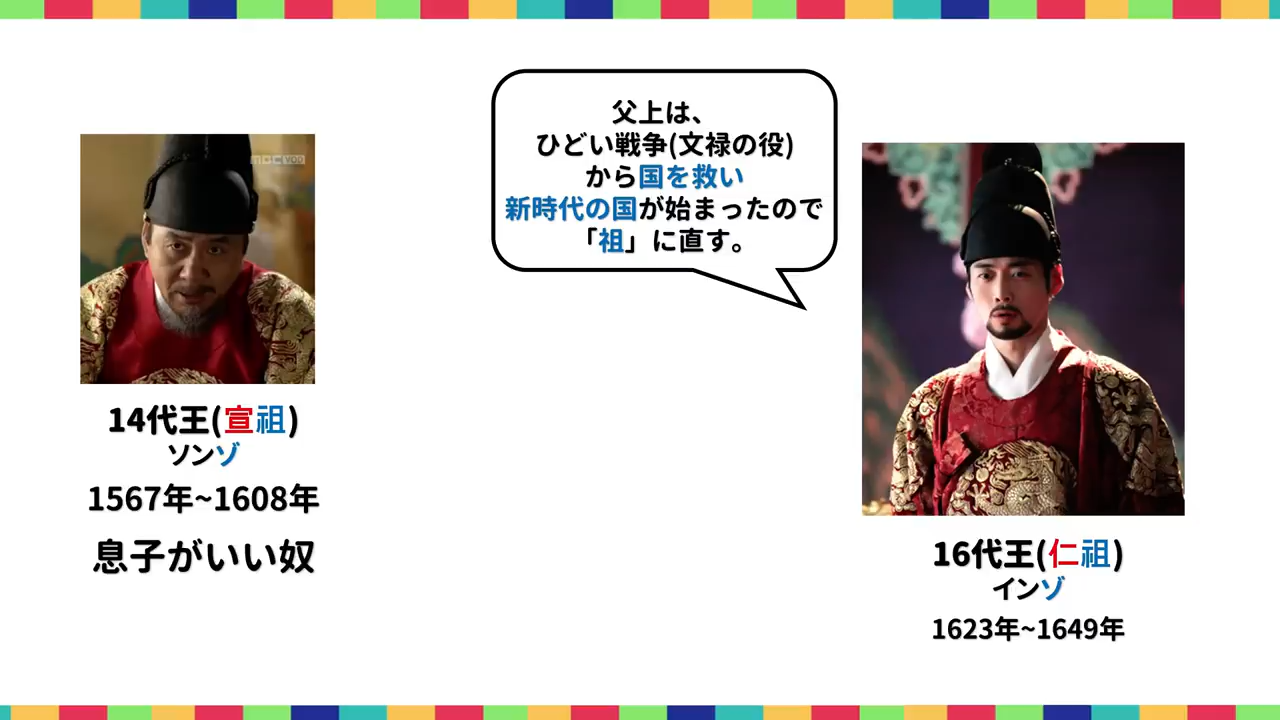 父上は、
ひどい戦争(文禄の役)
から国を救い
新時代の国が始まったので
「祖」に直す。
14代王(宣祖)
ソンゾ
1567年~1608年
息子がいい奴
16代王(仁祖)
インゾ
1623年~1649年